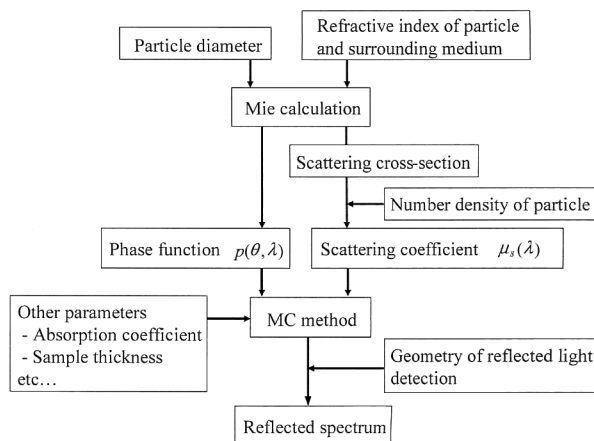 Particle diameter
Refractive index of particle
and surrounding medium
Mie calculation
Scattering cross-section
Number density of particle
Phase function p(θ,λ)
Scattering coefficient μₛ(λ)
Other parameters
- Absorption coefficient
- Sample thickness
etc…
MC method
Geometry of reflected light
detection
Reflected spectrum